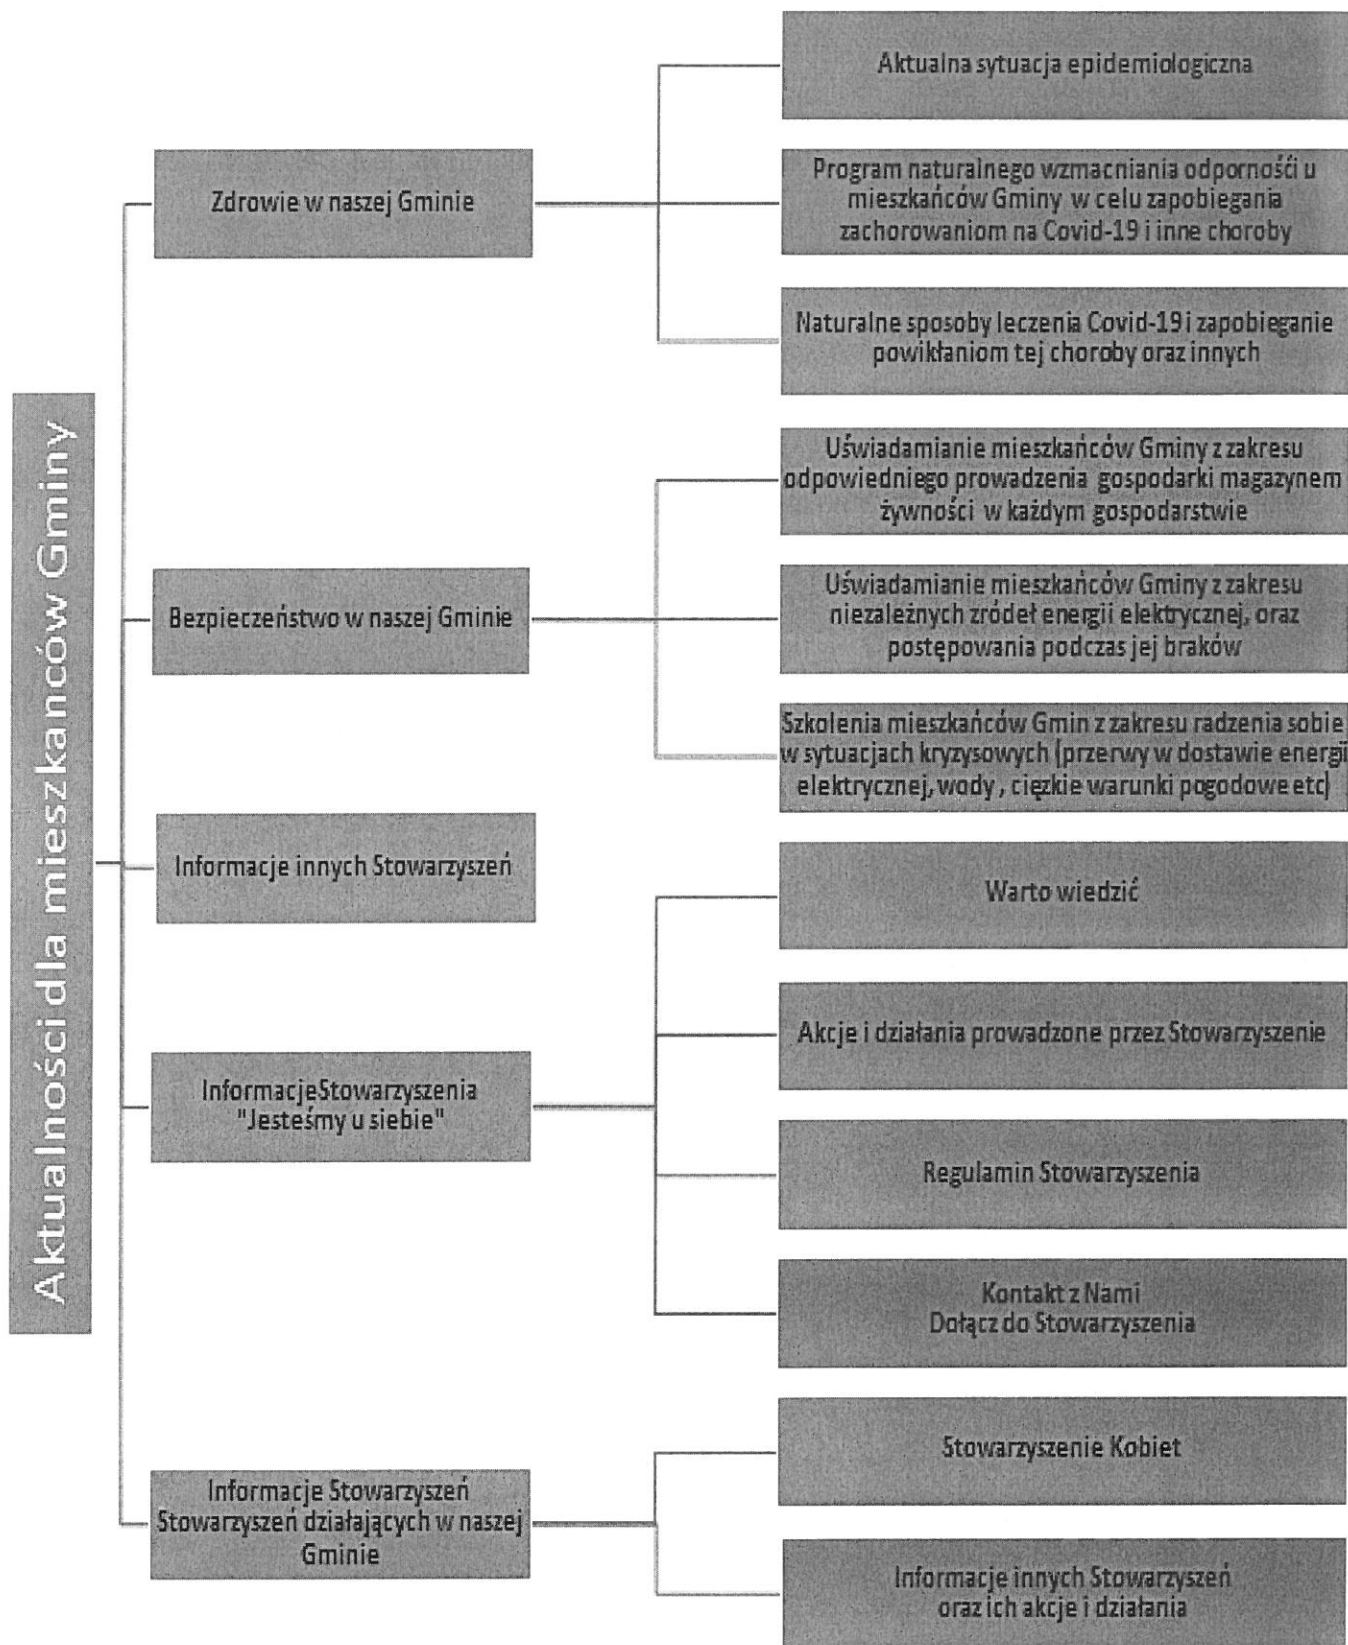 Aktualności dla mieszkanców Gminy
Zdrowie w naszej Gminie
Aktualna sytuacja epidemiologiczna
Program naturalnego wzmacniania odpornośći u
mieszkańców Gminy w celu zapobiegania
zachorowaniom na Covid-19 i inne choroby
Naturalne sposoby leczenia Covid-19 i zapobieganie
powikłaniom tej choroby oraz innych
Bezpieczeństwo w naszej Gminie
Uświadamianie mieszkańców Gminy z zakresu
odpowiedniego prowadzenia gospodarki magazynem
żywności w każdym gospodarstwie
Uświadamianie mieszkańców Gminy z zakresu
niezależnych zródeł energii elektrycznej, oraz
postępowania podczas jej braków
Szkolenia mieszkańców Gmin z zakresu radzenia sobie
w sytuacjach kryzysowych (przerwy w dostawie energii
elektrycznej, wody , cięzkie warunki pogodowe etc)
Informacje innych Stowarzyszeń
InformacjeStowarzyszenia
"Jesteśmy u siebie"
Warto wiedzić
Akcje i działania prowadzone przez Stowarzyszenie
Regulamin Stowarzyszenia
Kontakt z Nami
Dołącz do Stowarzyszenia
Informacje Stowarzyszeń
Stowarzyszeń działających w naszej
Gminie
Stowarzyszenie Kobiet
Informacje innych Stowarzyszeń
oraz ich akcje i działania